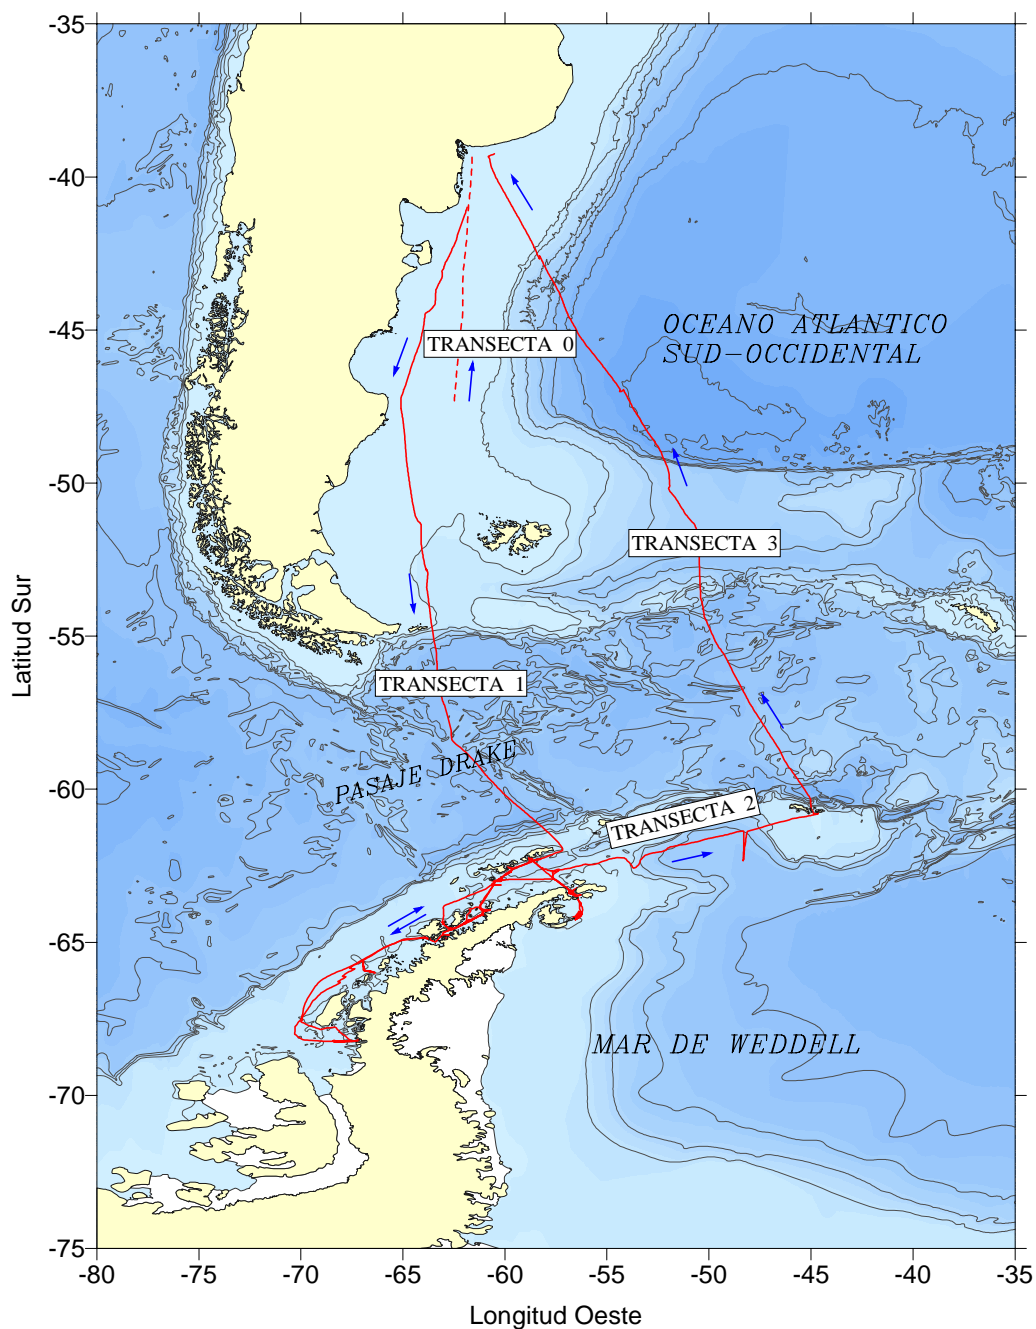 -35
-40
-45
-50
-55
-60
-65
-70
-75
Latitud Sur
TRANSECTA 0
OCEANO ATLANTICO
SUD-OCCIDENTAL
TRANSECTA 3
TRANSECTA 1
PASAJE DRAKE
TRANSECTA 2
MAR DE WEDDELL
-80 -75 -70 -65 -60 -55 -50 -45 -40 -35
Longitud Oeste